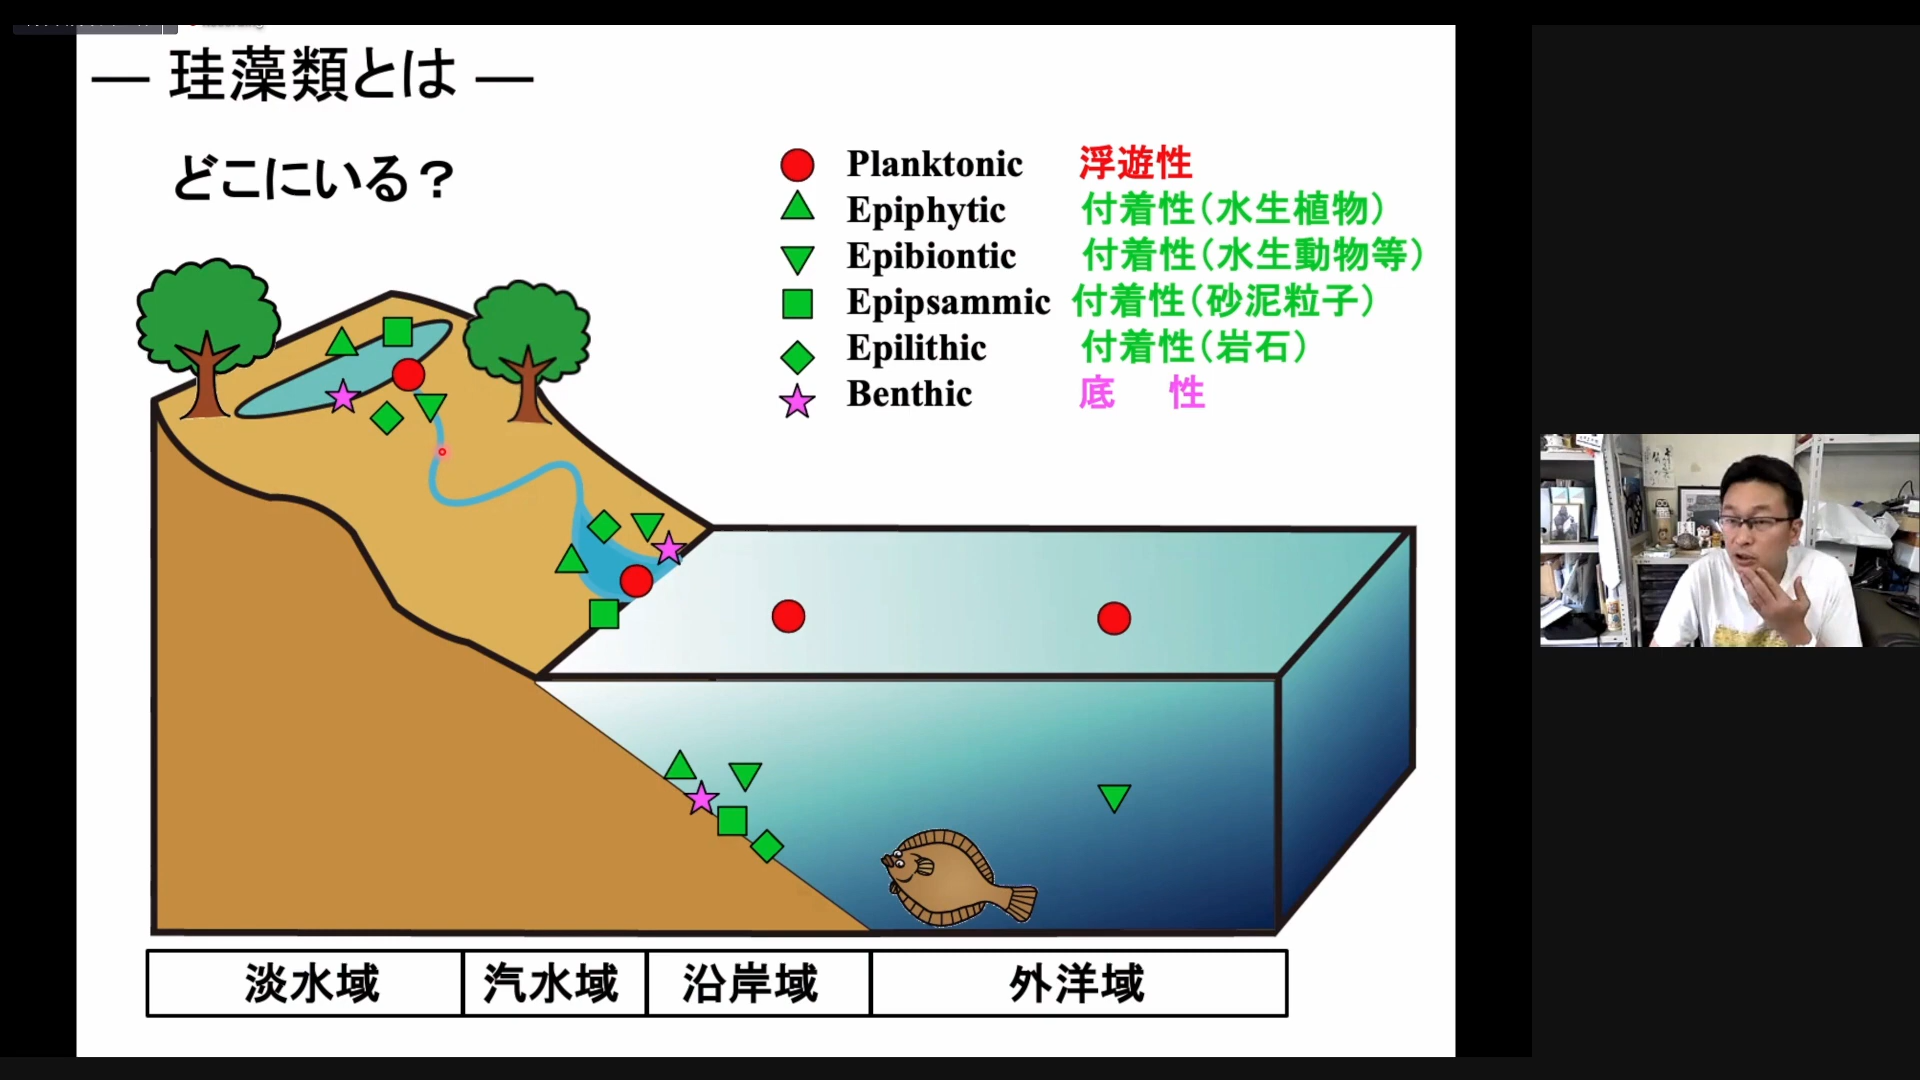 ― 珪藻類とは ―
どこにいる？
Planktonic 浮遊性
Epiphytic 付着性（水生植物）
Epibiontic 付着性（水生動物等）
Epipsammic 付着性（砂泥粒子）
Epilithic 付着性（岩石）
Benthic 底 性
淡水域 汽水域 沿岸域 外洋域